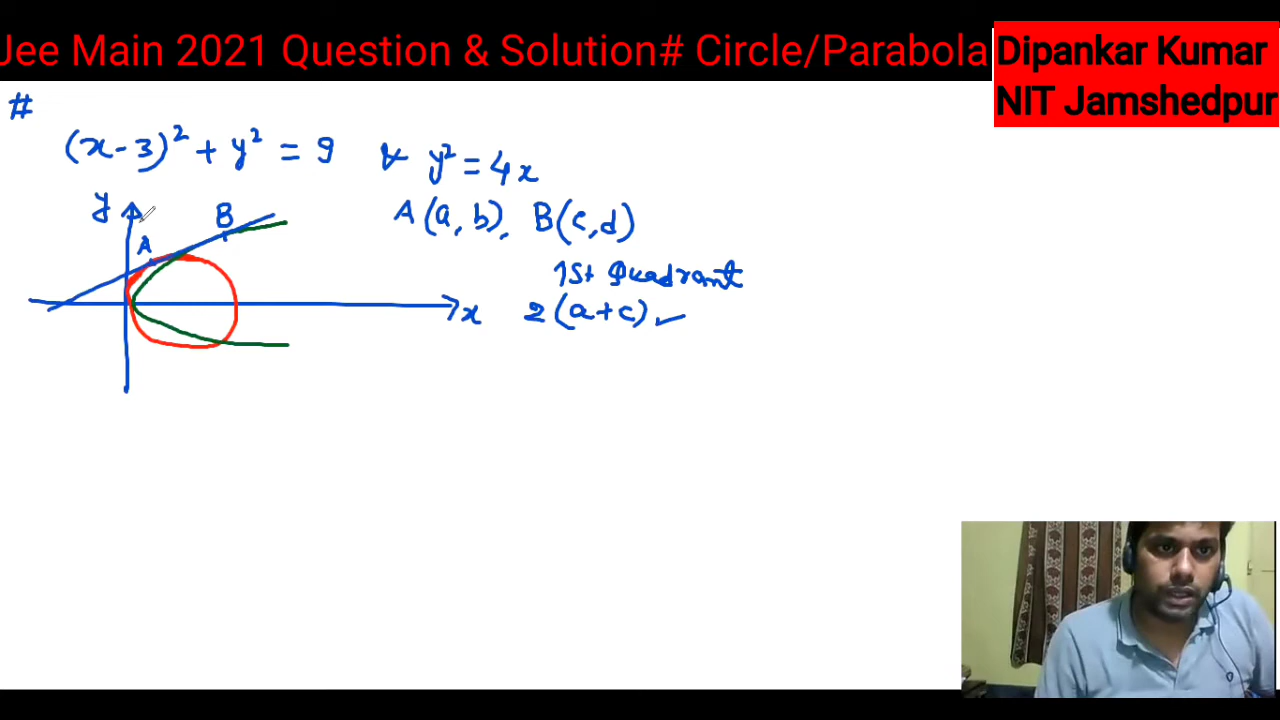 Jee Main 2021 Question & Solution# Circle/Parabola
Dipankar Kumar
NIT Jamshedpur
#
(x-3)² + y² = 9 & y² = 4x
A(a, b), B(c, d)
1st Quadrant
2(a+c) ✓
y
B
A
x